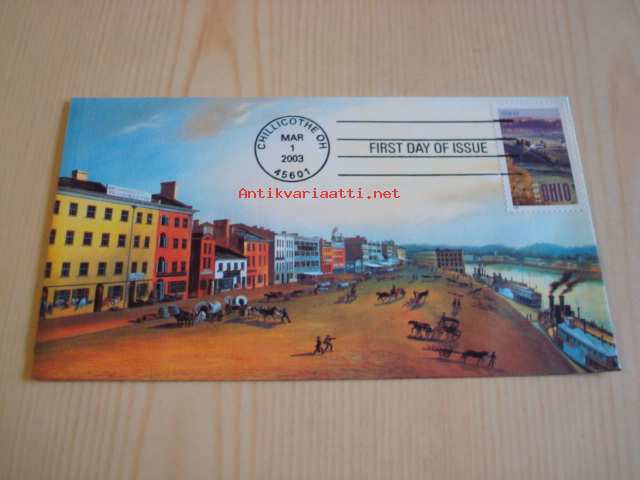 CHILLICOTHE OH
MAR
1
2003
45601
FIRST DAY OF ISSUE
OHIO
Antikvariaatti.net